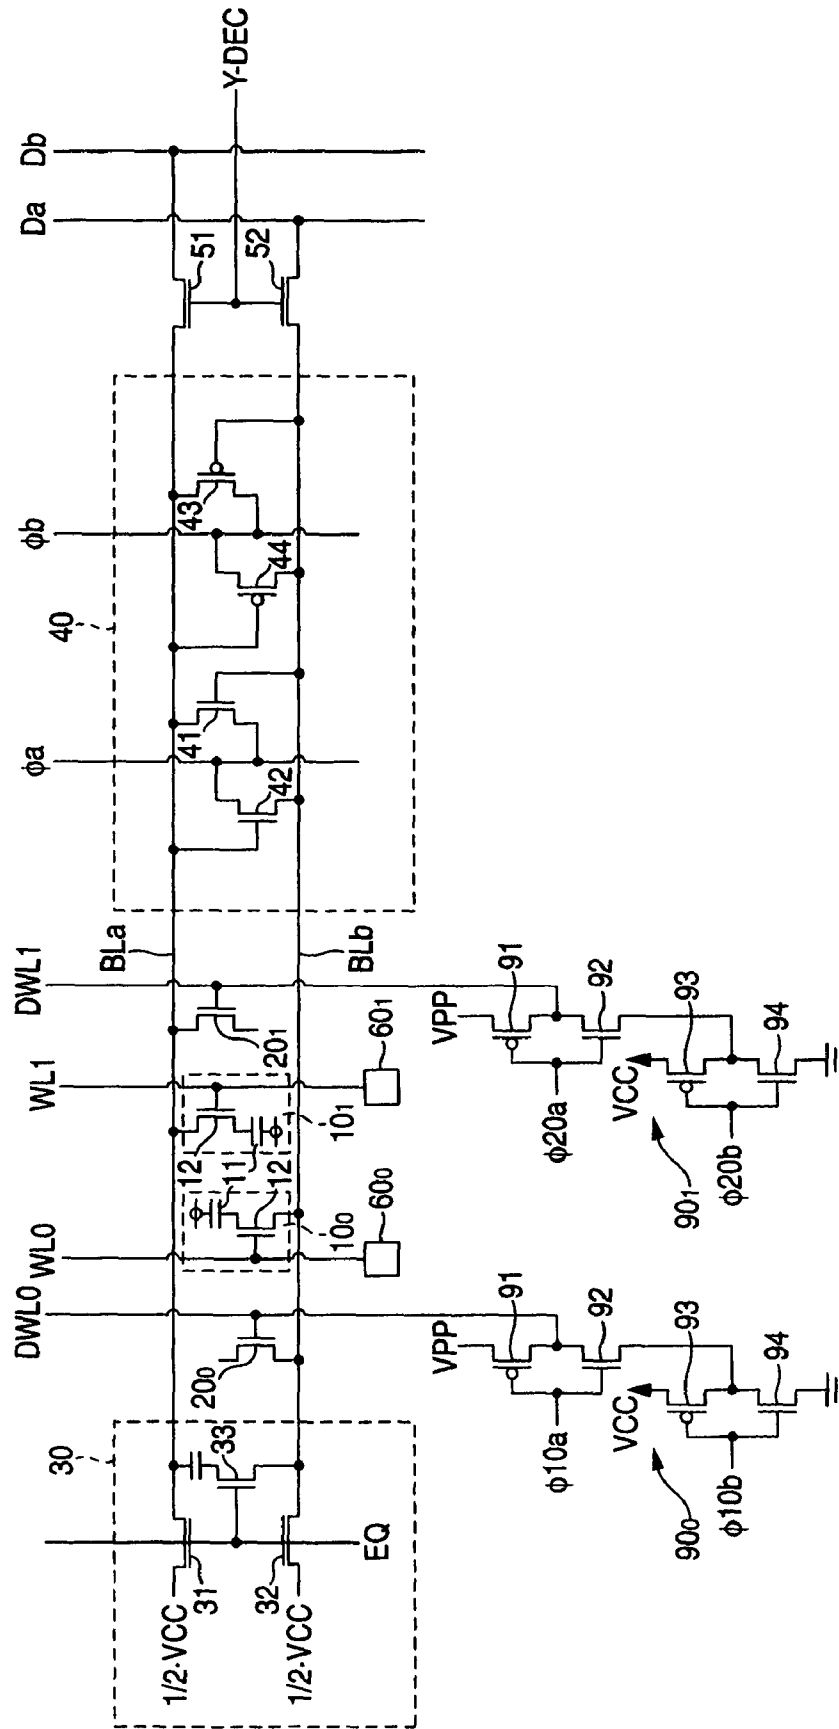 Y-DEC
Db
Da
51
52
φb
43
44
40
φa
41
42
BLa
BLb
DWL1
201
WL1
601
101
12
11
11
12
100
WL0
600
DWL0
200
30
33
31
32
1/2·VCC
1/2·VCC
EQ
VPP
91
92
φ20a
VCC
93
94
φ20b
901
VPP
91
92
φ10a
VCC
93
94
φ10b
900